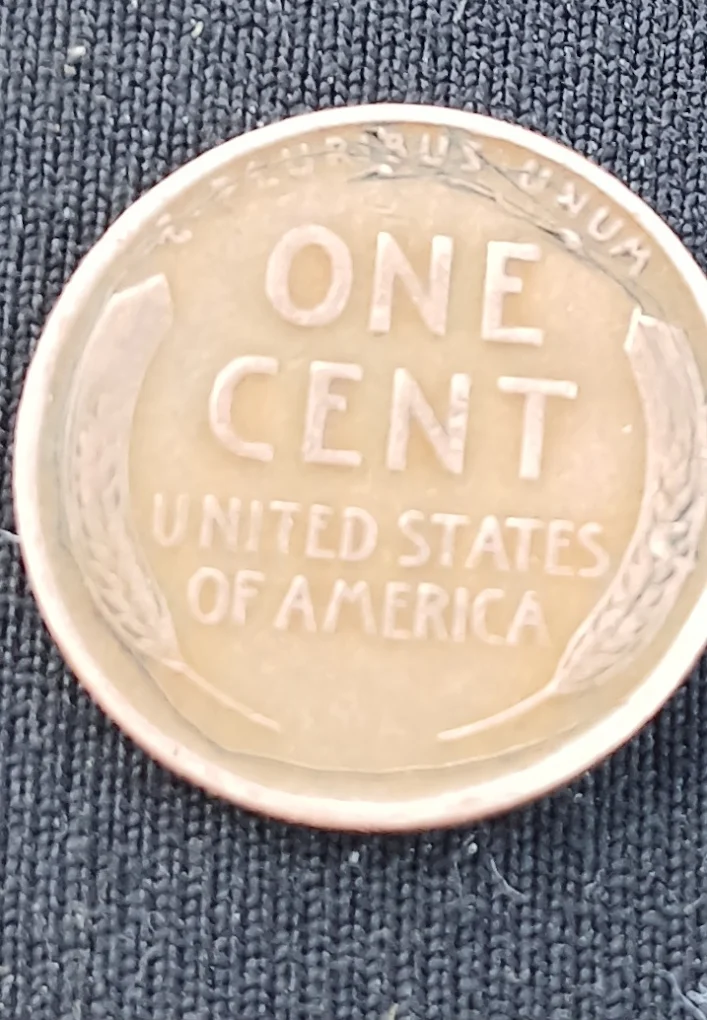 E·PLURIBUS·UNUM
ONE
CENT
UNITED STATES
OF AMERICA